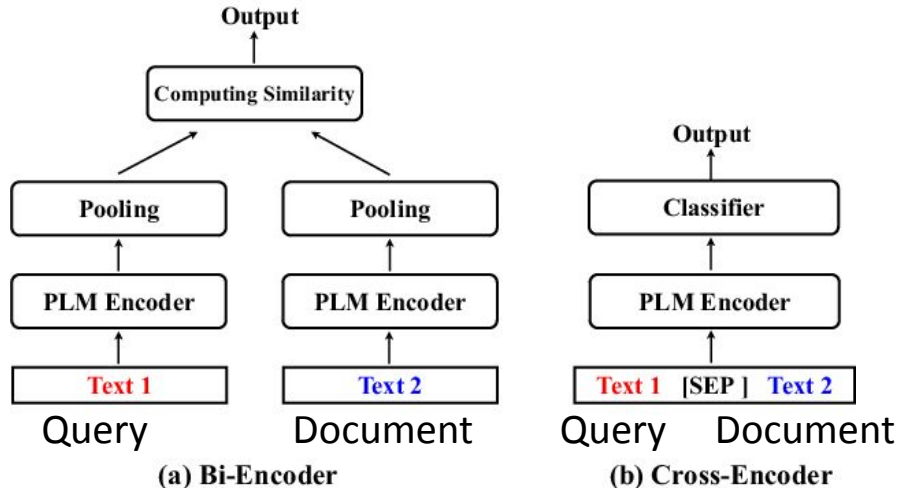 Output
Computing Similarity
Pooling
Pooling
PLM Encoder
PLM Encoder
Text 1
Text 2
Query
Document
(a) Bi-Encoder
Output
Classifier
PLM Encoder
Text 1 [SEP ] Text 2
Query Document
(b) Cross-Encoder